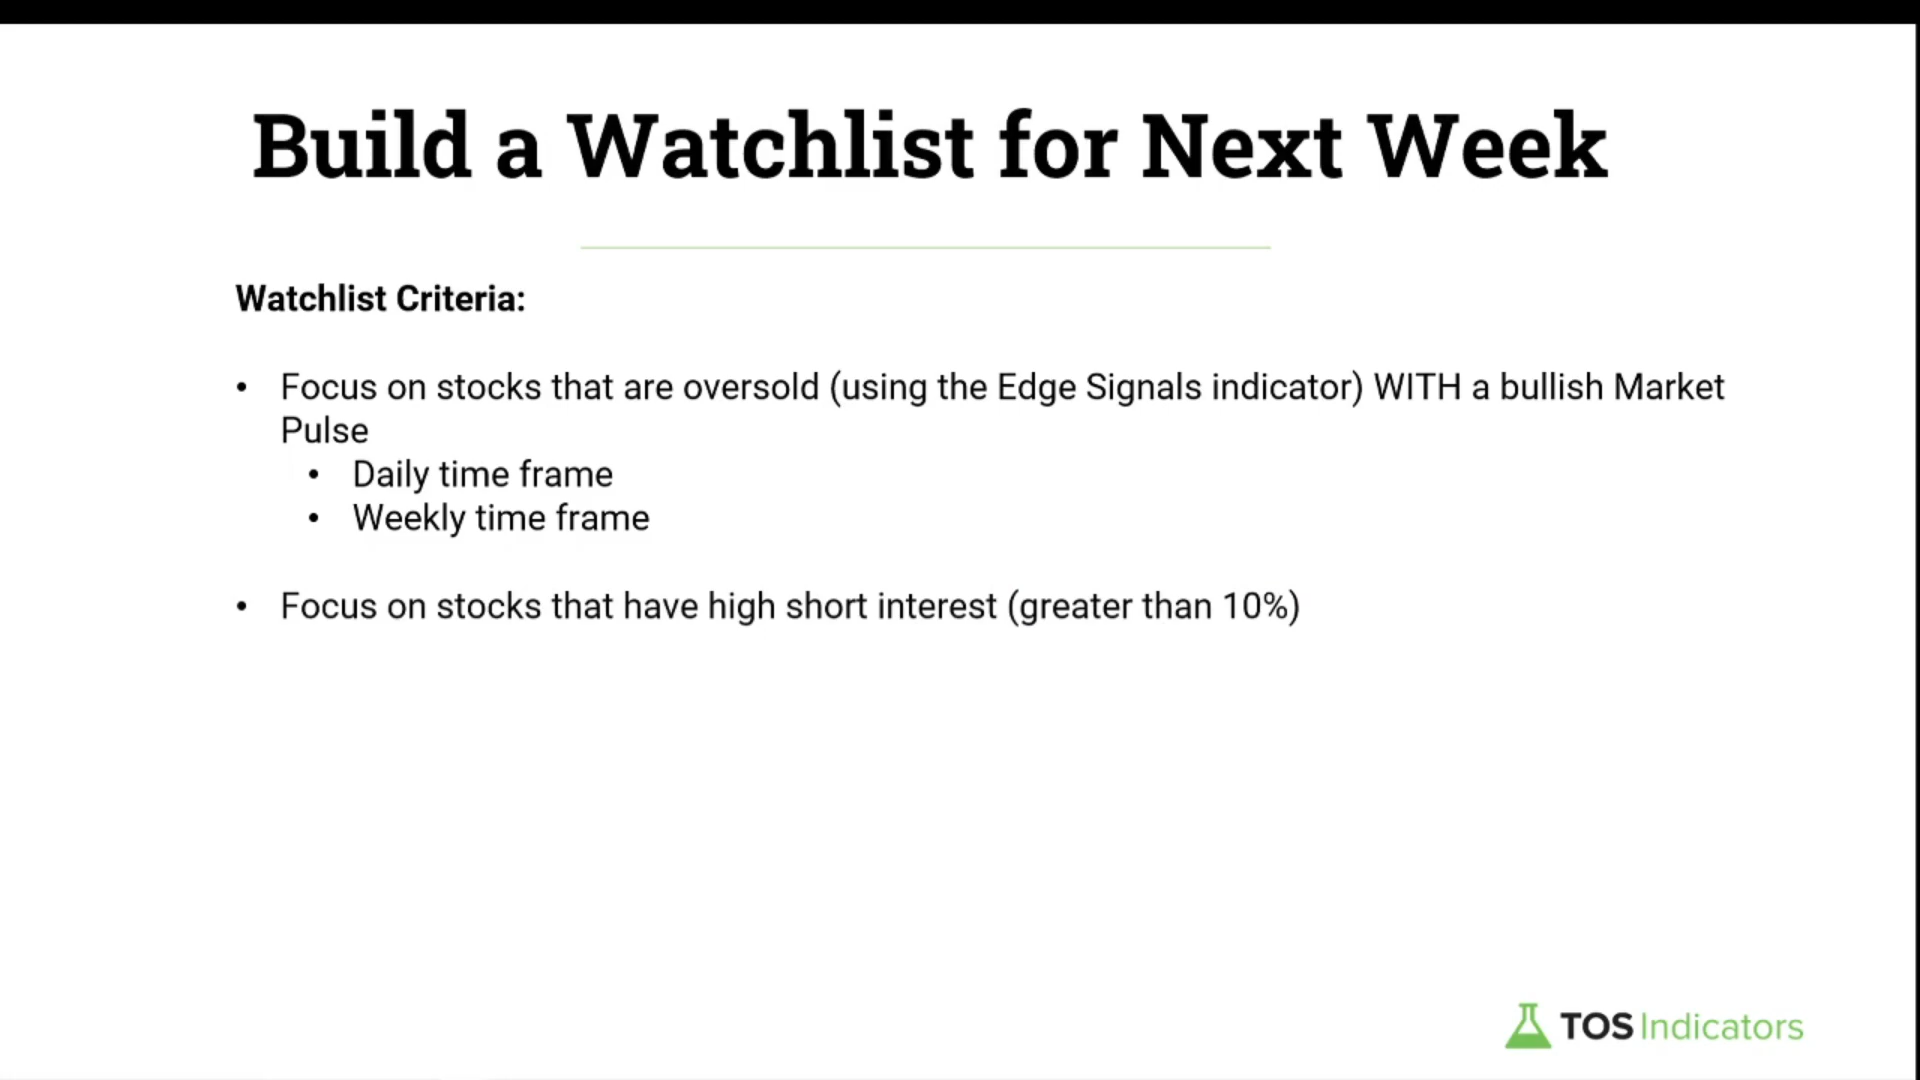 Build a Watchlist for Next Week
Watchlist Criteria:
• Focus on stocks that are oversold (using the Edge Signals indicator) WITH a bullish Market
Pulse
• Daily time frame
• Weekly time frame
• Focus on stocks that have high short interest (greater than 10%)
TOS Indicators